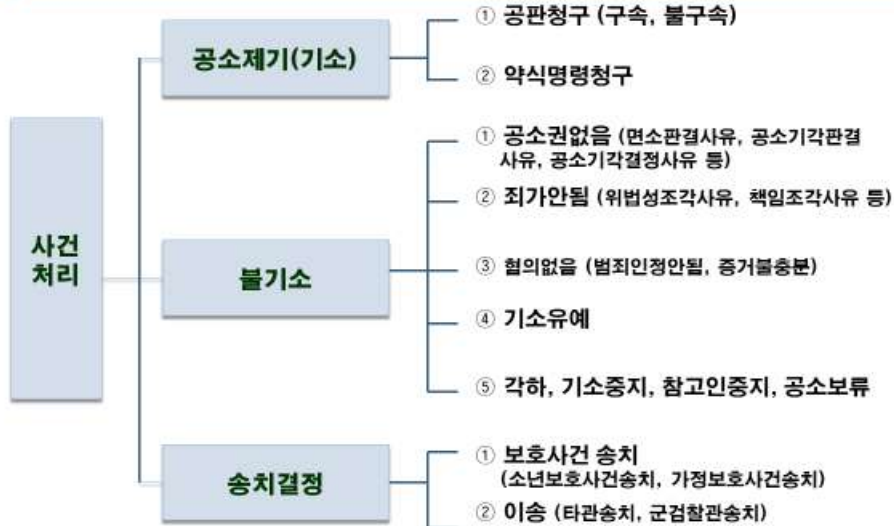 사건
처리
공소제기(기소)
① 공판청구 (구속, 불구속)
② 약식명령청구
불기소
① 공소권없음 (면소판결사유, 공소기각판결
사유, 공소기각결정사유 등)
② 죄가안됨 (위법성조각사유, 책임조각사유 등)
③ 혐의없음 (범죄인정안됨, 증거불충분)
④ 기소유예
⑤ 각하, 기소중지, 참고인중지, 공소보류
송치결정
① 보호사건 송치
(소년보호사건송치, 가정보호사건송치)
② 이송 (타관송치, 군검찰관송치)